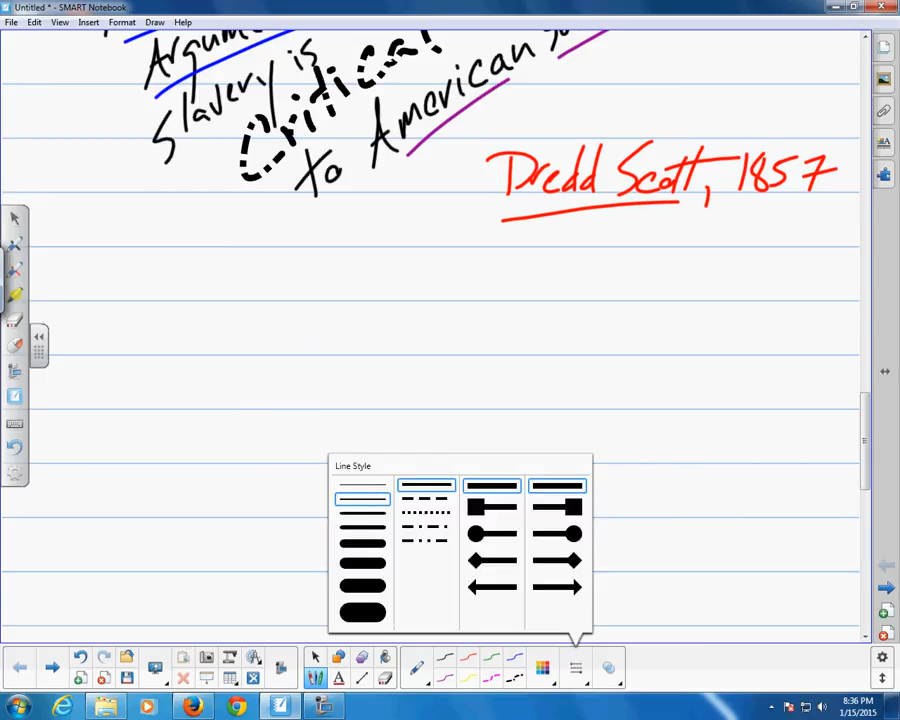 Untitled * - SMART Notebook
File Edit View Insert Format Draw Help
Argume
Slavery is
Critical
to American
Dredd Scott, 1857
Line Style
8:36 PM
1/15/2015